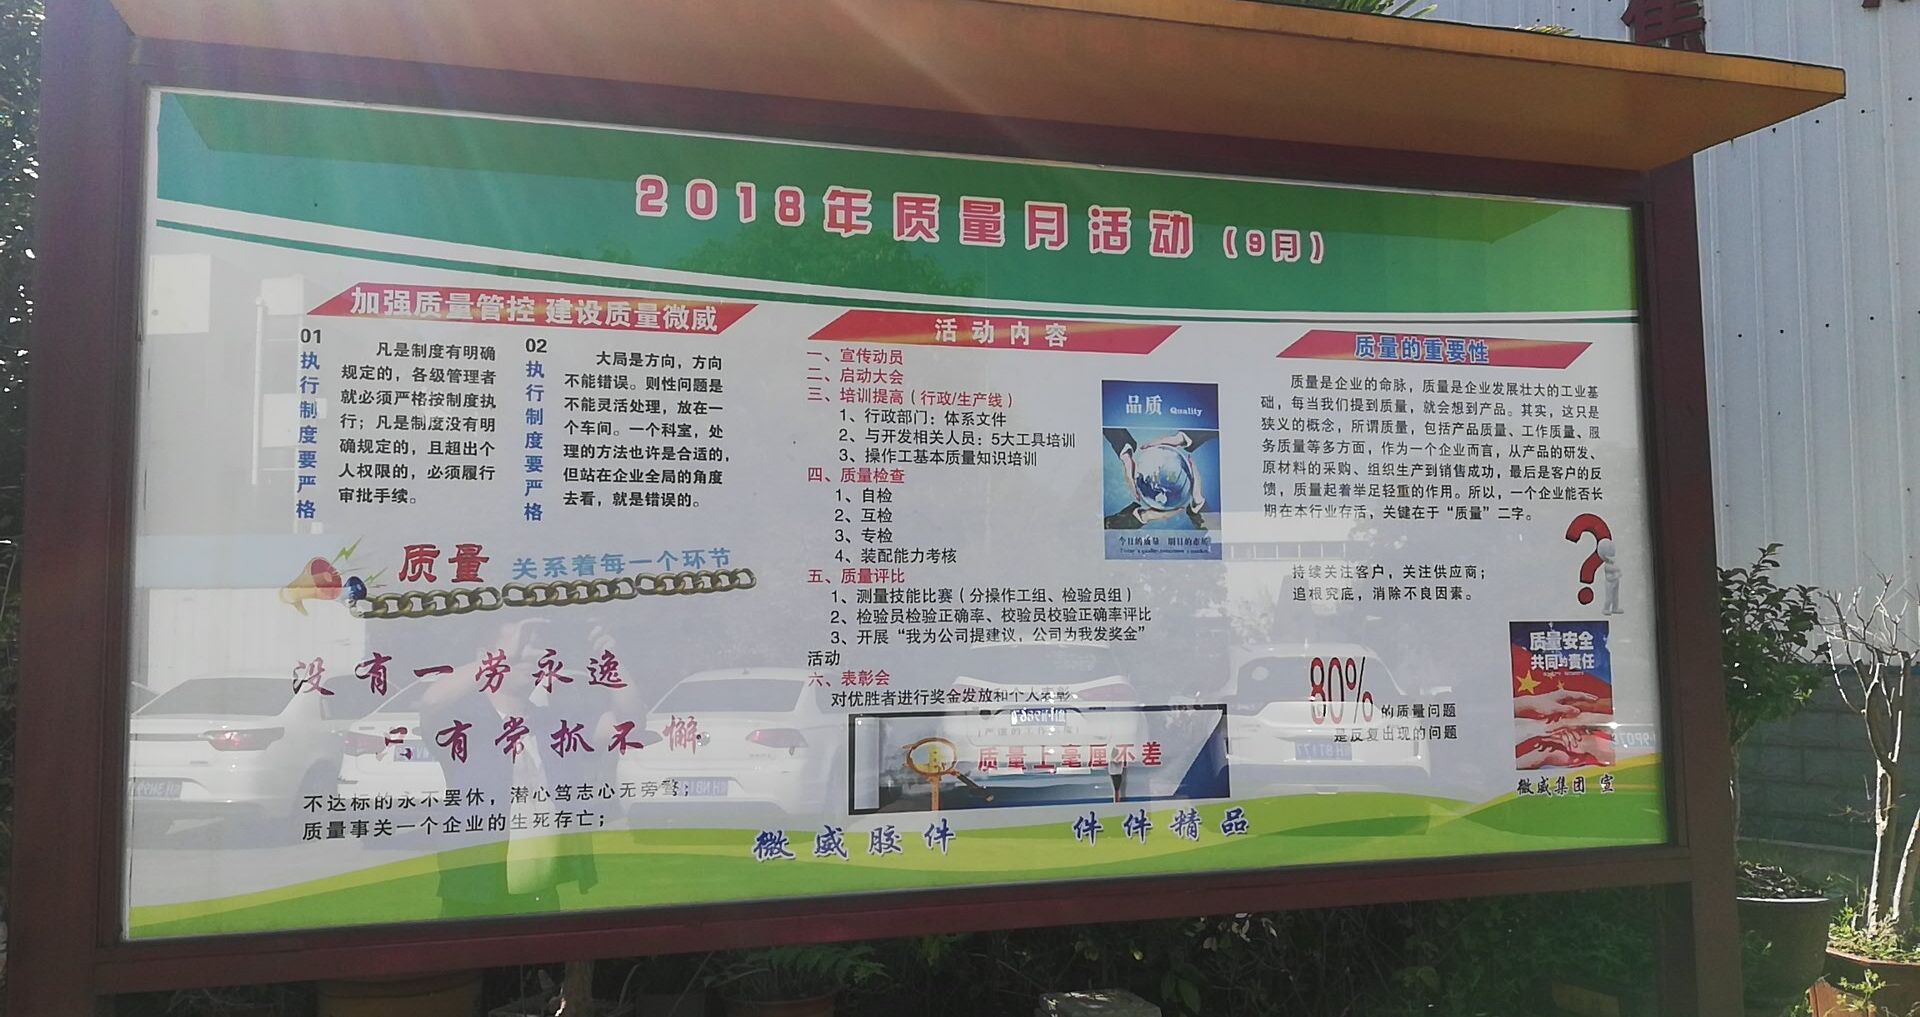 2018年质量月活动（9月）
加强质量管控 建设质量微威
01
执行制度要严格
凡是制度有明确
规定的，各级管理者
就必须严格按制度执
行；凡是制度没有明
确规定的，且超出个
人权限的，必须履行
审批手续。
02
执行制度要严格
大局是方向，方向
不能错误。则性问题是
不能灵活处理，放在一
个车间。一个科室，处
理的方法也许是合适的，
但站在企业全局的角度
去看，就是错误的。
质量 关系着每一个环节
没有一劳永逸
只有常抓不懈
不达标的永不罢休，潜心笃志心无旁骛；
质量事关一个企业的生死存亡；
活动内容
一、宣传动员
二、启动大会
三、培训提高（行政/生产线）
1、行政部门：体系文件
2、与开发相关人员：5大工具培训
3、操作工基本质量知识培训
四、质量检查
1、自检
2、互检
3、专检
4、装配能力考核
五、质量评比
1、测量技能比赛（分操作工组、检验员组）
2、检验员检验正确率、校验员校验正确率评比
3、开展“我为公司提建议，公司为我发奖金”
活动
六、表彰会
对优胜者进行奖金发放和个人表彰
品质 Quality
今日的质量 明日的市场
Today's quality,tomorrow's market.
质量上毫厘不差
微威胶件 件件精品
质量的重要性
质量是企业的命脉，质量是企业发展壮大的工业基
础，每当我们提到质量，就会想到产品。其实，这只是
狭义的概念，所谓质量，包括产品质量、工作质量、服
务质量等多方面，作为一个企业而言，从产品的研发、
原材料的采购、组织生产到销售成功，最后是客户的反
馈，质量起着举足轻重的作用。所以，一个企业能否长
期在本行业存活，关键在于“质量”二字。
持续关注客户，关注供应商；
追根究底，消除不良因素。
80%的质量问题
是反复出现的问题
质量安全
共同的责任
微威集团 宣